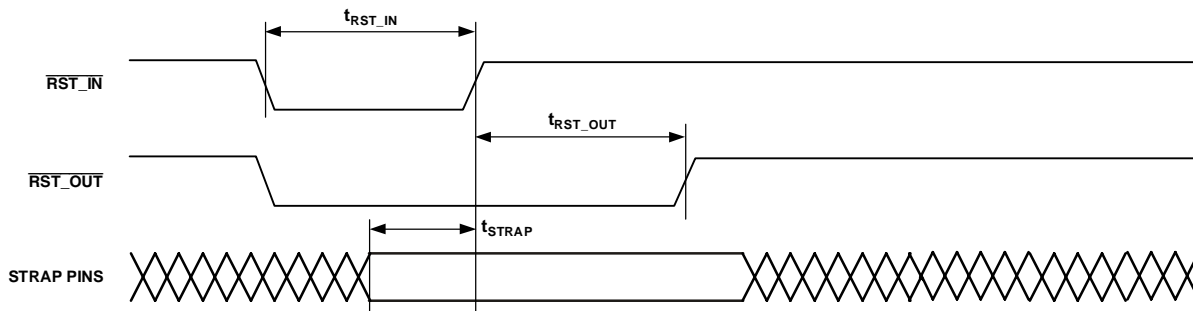 tRST_IN
RST_IN
tRST_OUT
RST_OUT
tSTRAP
STRAP PINS